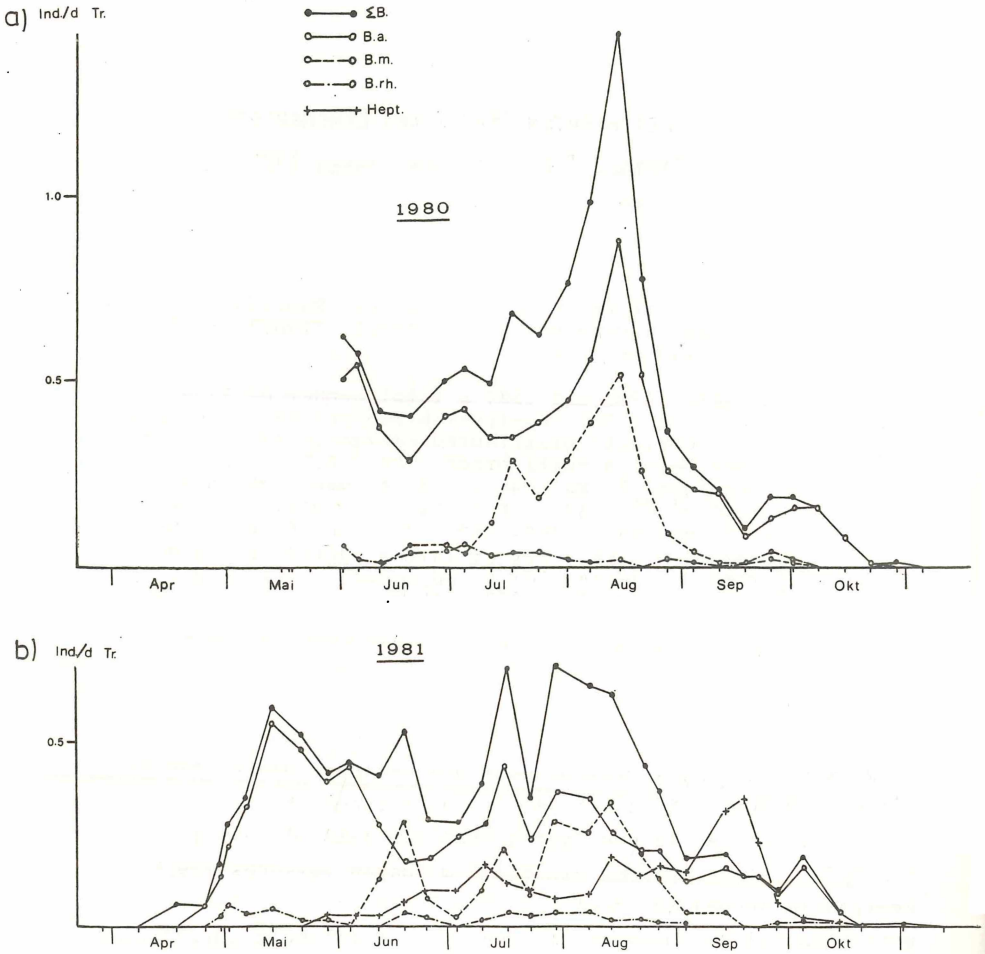 a) Ind./d Tr.
ΣB.
B.a.
B.m.
B.rh.
Hept.
1.0
1980
0.5
Apr Mai Jun Jul Aug Sep Okt
b) Ind./d Tr.
1981
0.5
Apr Mai Jun Jul Aug Sep Okt